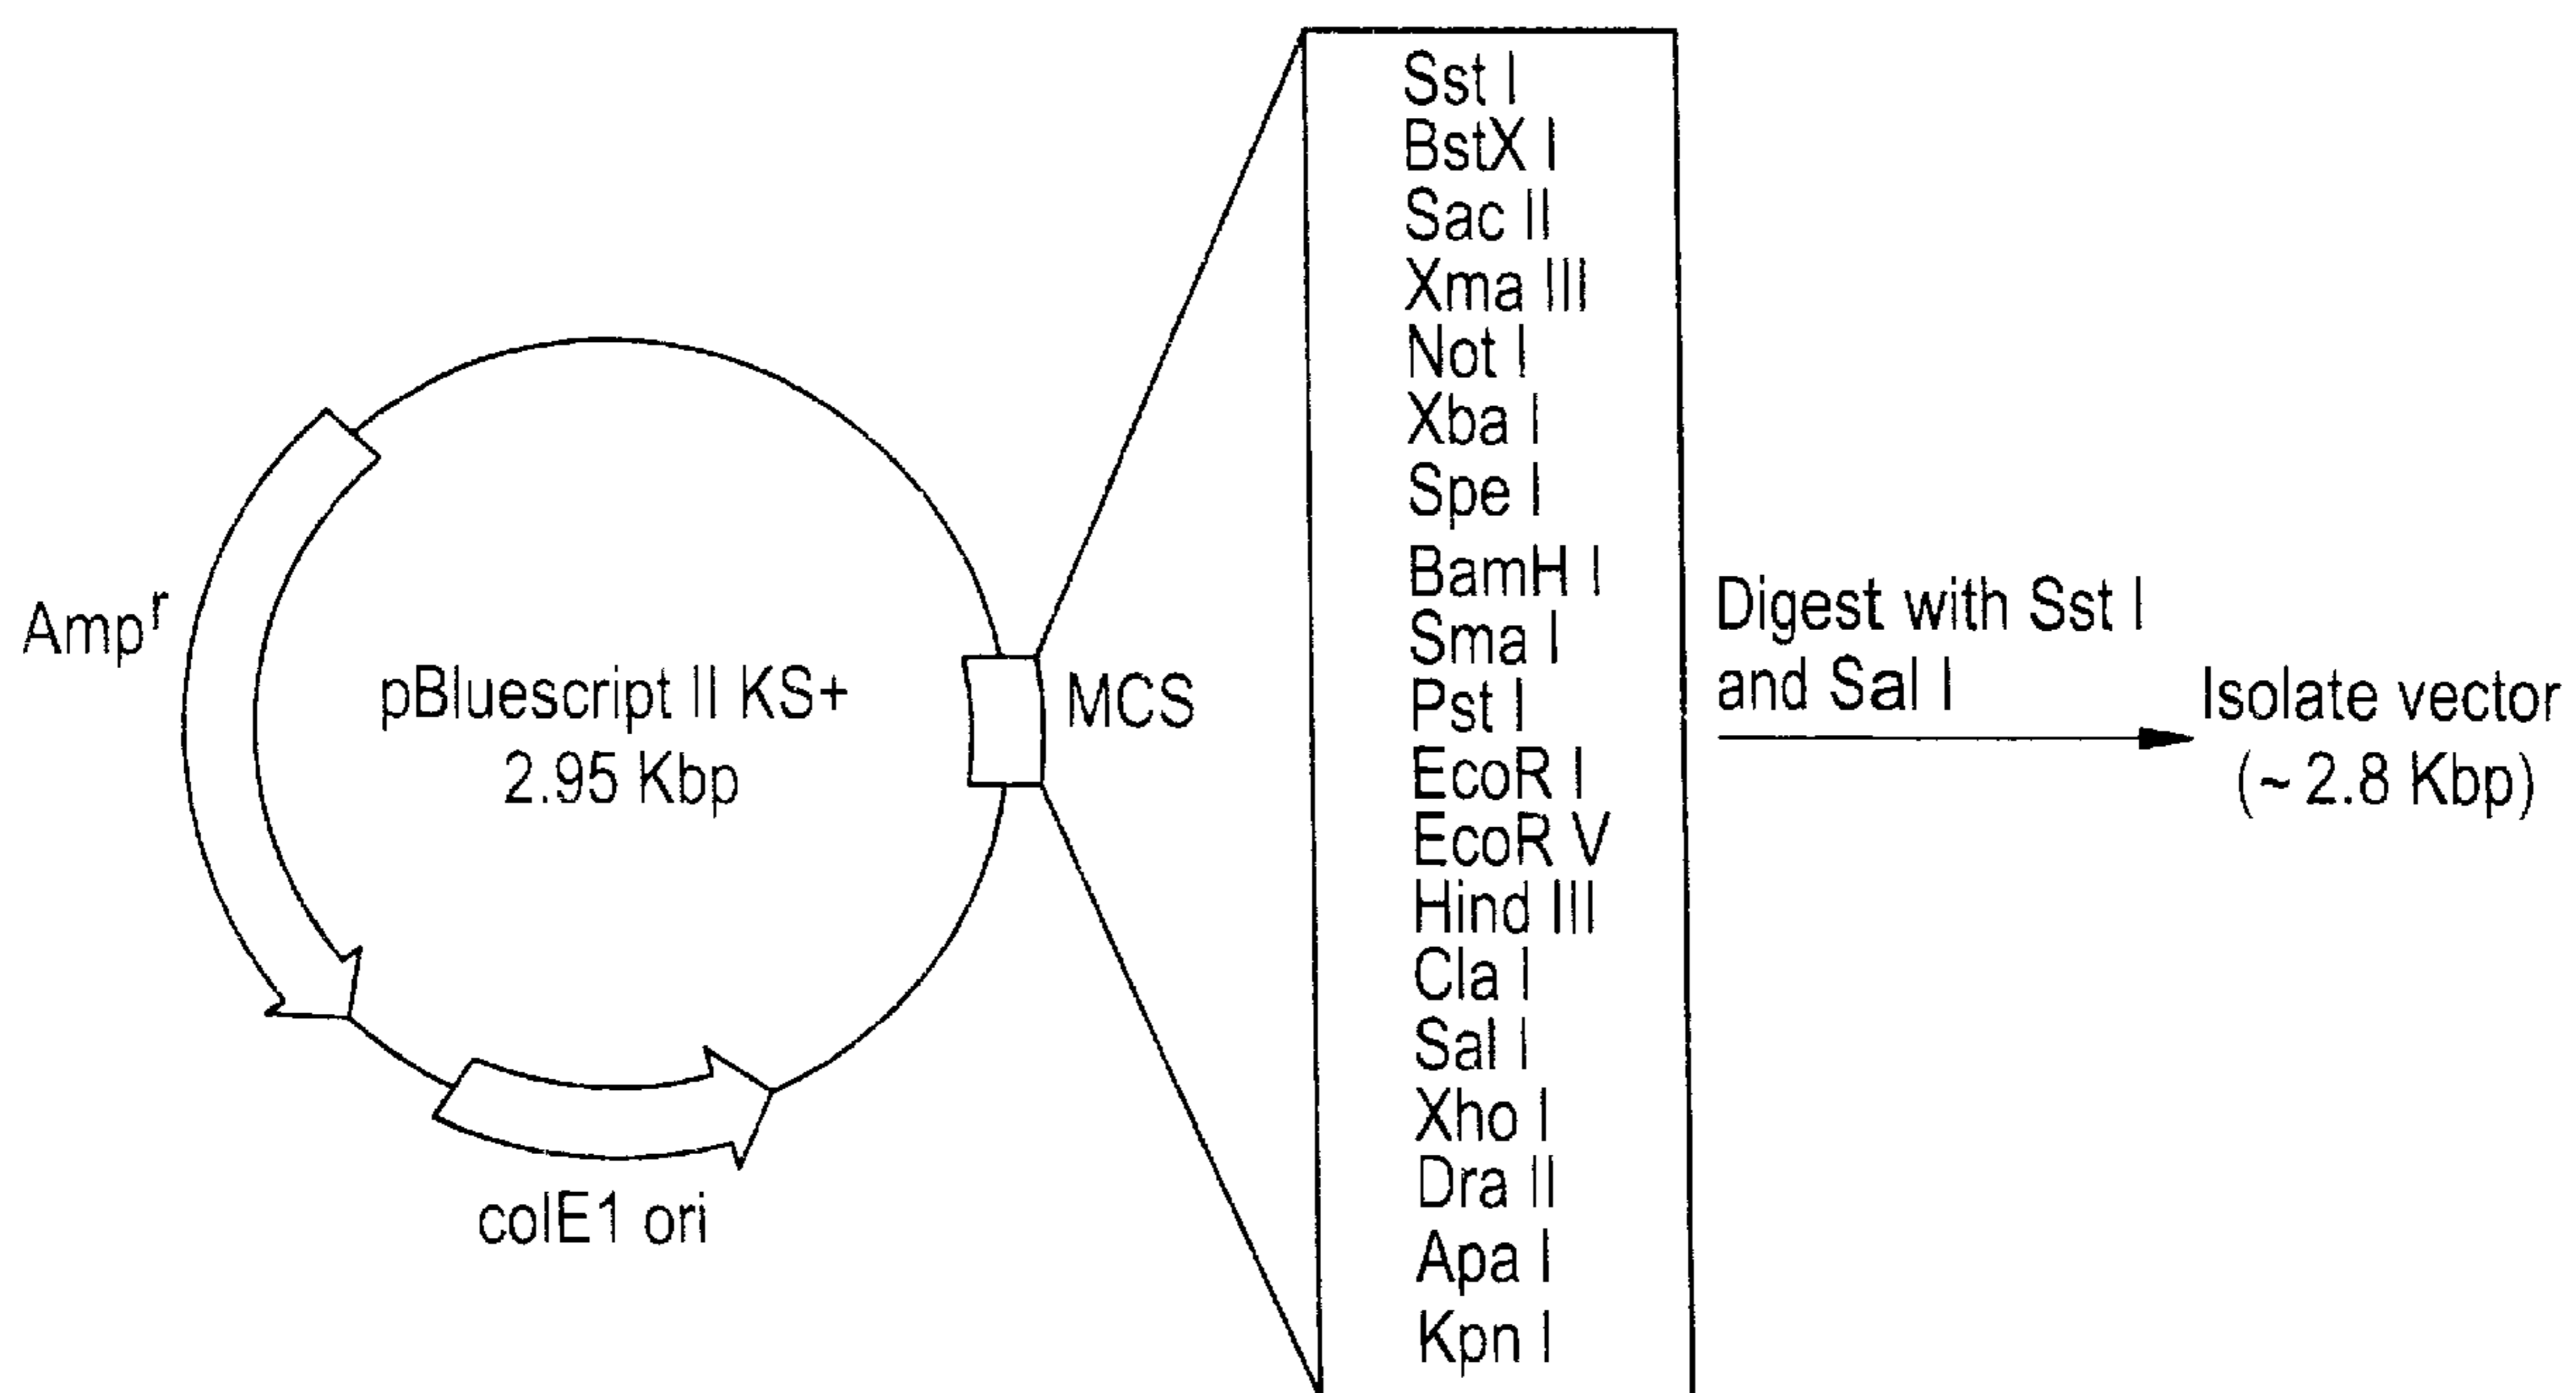 Amp^r
pBluescript II KS+
2.95 Kbp
colE1 ori
MCS
Sst I
BstX I
Sac II
Xma III
Not I
Xba I
Spe I
BamH I
Sma I
Pst I
EcoR I
EcoR V
Hind III
Cla I
Sal I
Xho I
Dra II
Apa I
Kpn I
Digest with Sst I
and Sal I
Isolate vector
(~ 2.8 Kbp)